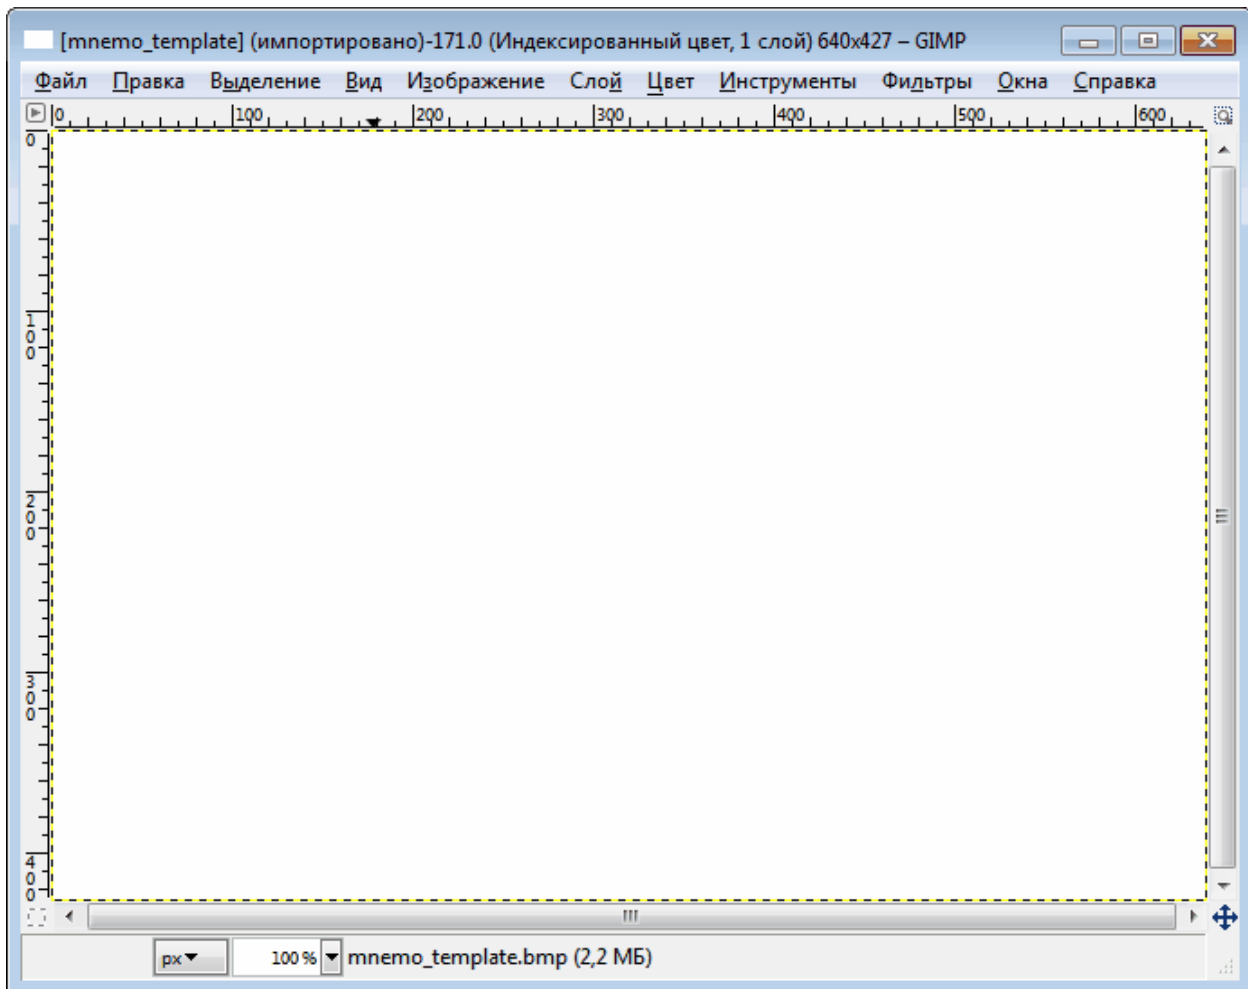 [mnemo_template] (импортировано)-171.0 (Индексированный цвет, 1 слой) 640x427 – GIMP
Файл Правка Выделение Вид Изображение Слой Цвет Инструменты Фильтры Окна Справка
0 100 200 300 400 500 600
0
100
200
300
400
px 100 % mnemo_template.bmp (2,2 МБ)